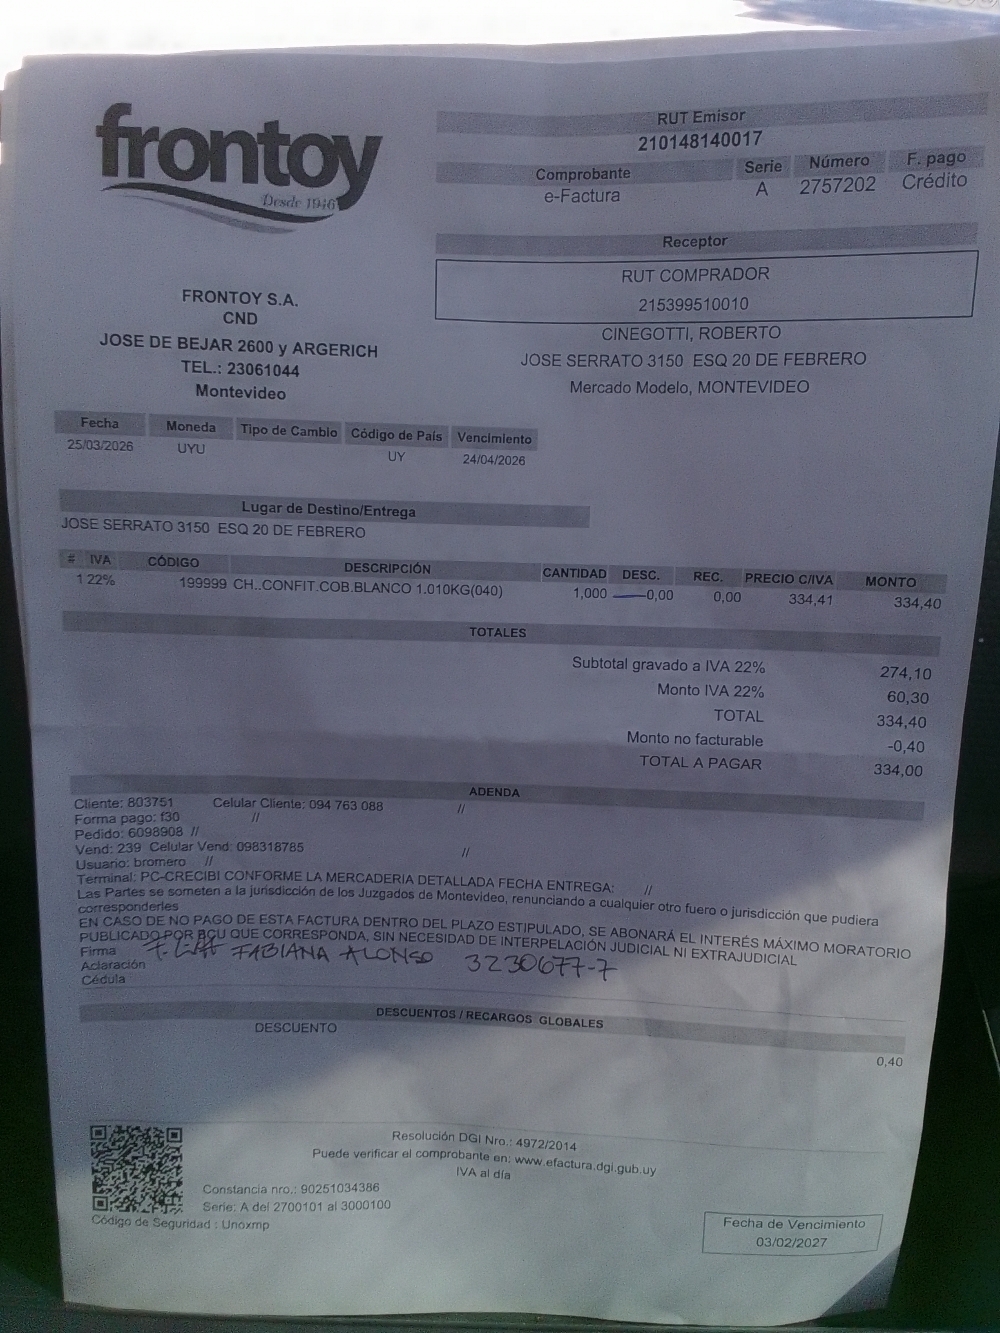 frontoy
Desde 1946
RUT Emisor
210148140017
Comprobante Serie Número F. pago
e-Factura A 2757202 Crédito
Receptor
RUT COMPRADOR
215399510010
CINEGOTTI, ROBERTO
JOSE SERRATO 3150 ESQ 20 DE FEBRERO
Mercado Modelo, MONTEVIDEO
FRONTOY S.A.
CND
JOSE DE BEJAR 2600 y ARGERICH
TEL.: 23061044
Montevideo
Fecha Moneda Tipo de Cambio Código de País Vencimiento
25/03/2026 UYU UY 24/04/2026
Lugar de Destino/Entrega
JOSE SERRATO 3150 ESQ 20 DE FEBRERO
# IVA CÓDIGO DESCRIPCIÓN CANTIDAD DESC. REC. PRECIO C/IVA MONTO
1 22% 199999 CH..CONFIT.COB.BLANCO 1.010KG(040) 1,000 0,00 0,00 334,41 334,40
TOTALES
Subtotal gravado a IVA 22% 274,10
Monto IVA 22% 60,30
TOTAL 334,40
Monto no facturable -0,40
TOTAL A PAGAR 334,00
ADENDA
Cliente: 803751 Celular Cliente: 094 763 088 //
Forma pago: f30 //
Pedido: 6098908 //
Vend: 239 Celular Vend: 098318785 //
Usuario: bromero //
Terminal: PC-CRECIBI CONFORME LA MERCADERIA DETALLADA FECHA ENTREGA: //
Las Partes se someten a la jurisdicción de los Juzgados de Montevideo, renunciando a cualquier otro fuero o jurisdicción que pudiera
corresponderles
EN CASO DE NO PAGO DE ESTA FACTURA DENTRO DEL PLAZO ESTIPULADO, SE ABONARÁ EL INTERÉS MÁXIMO MORATORIO
PUBLICADO POR BCU QUE CORRESPONDA, SIN NECESIDAD DE INTERPELACIÓN JUDICIAL NI EXTRAJUDICIAL
Firma FABIANA ALONSO 3230677-7
Aclaración
Cédula
DESCUENTOS / RECARGOS GLOBALES
DESCUENTO 0,40
Resolución DGI Nro.: 4972/2014
Puede verificar el comprobante en: www.efactura.dgi.gub.uy
IVA al día
Constancia nro.: 90251034386
Serie: A del 2700101 al 3000100
Código de Seguridad : Unoxmp
Fecha de Vencimiento
03/02/2027